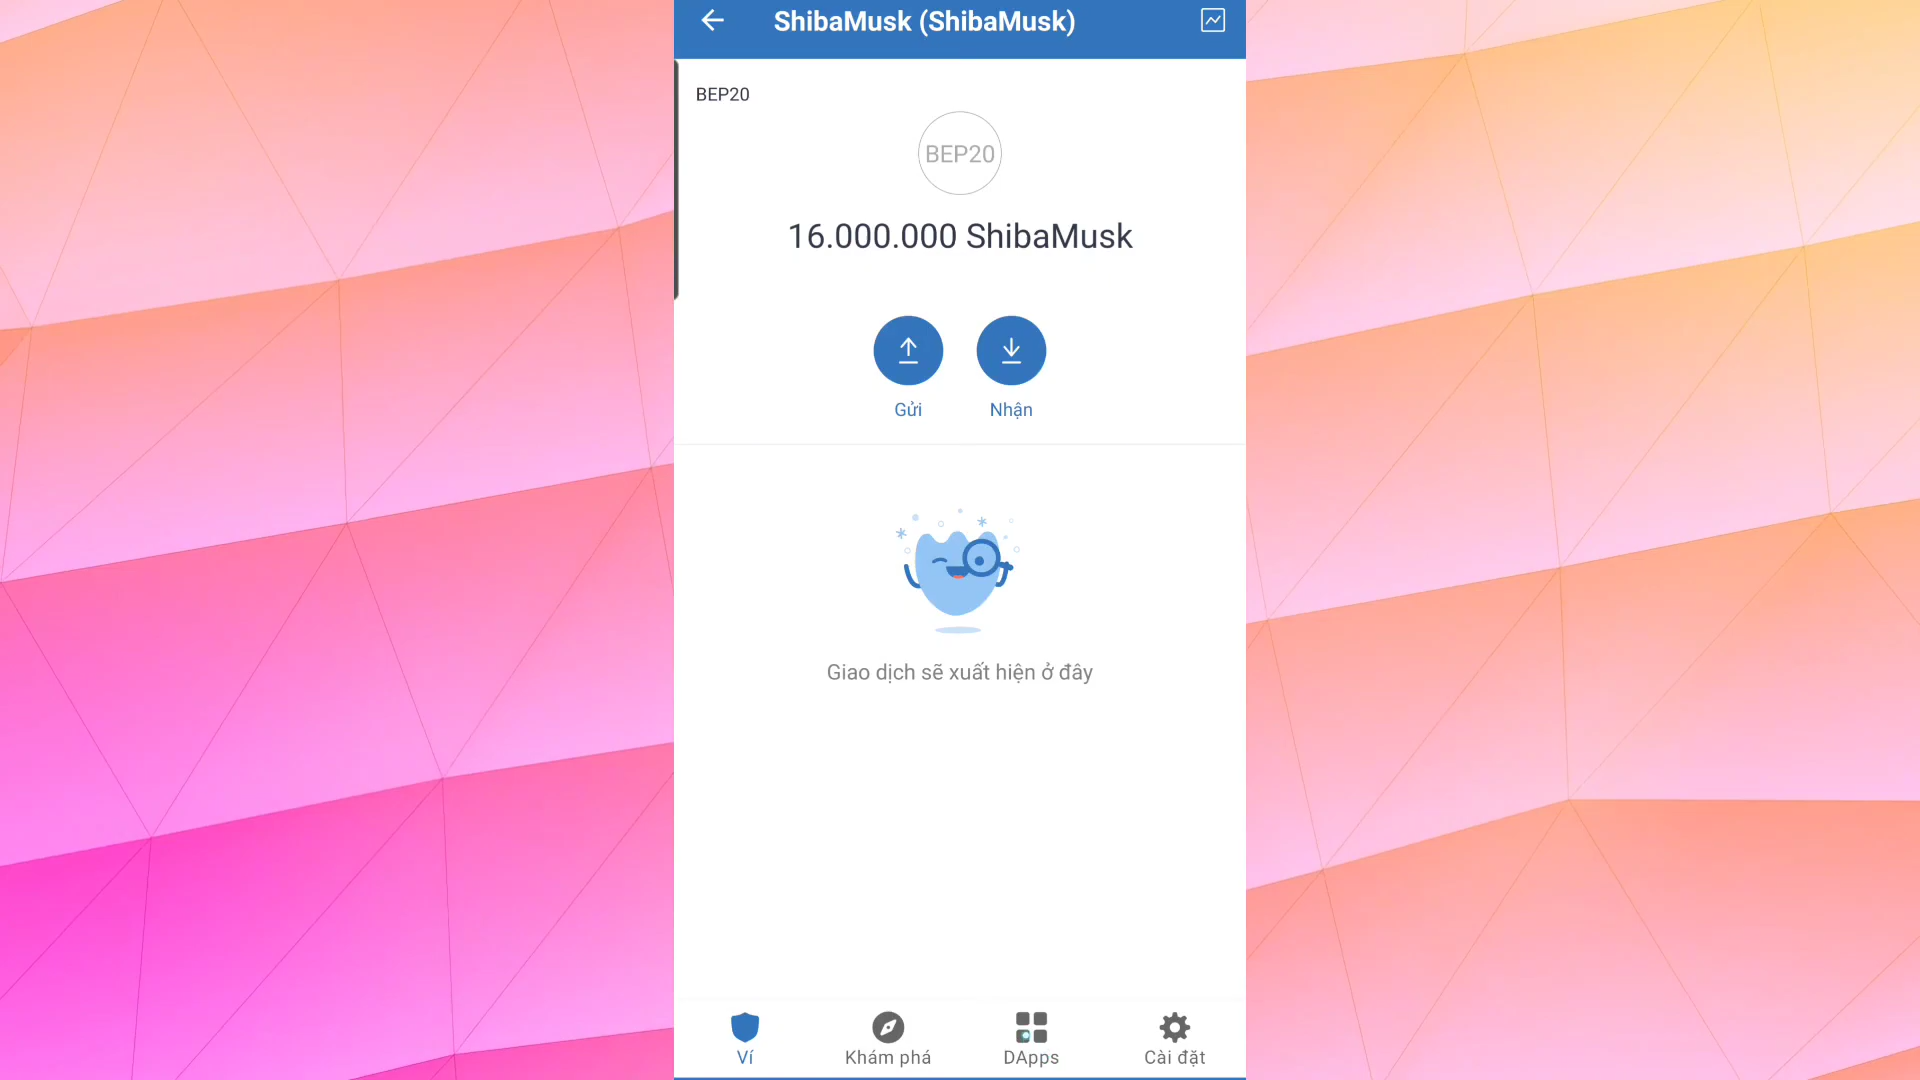 ShibaMusk (ShibaMusk)
BEP20
BEP20
16.000.000 ShibaMusk
Gửi
Nhận
Giao dịch sẽ xuất hiện ở đây
Ví
Khám phá
DApps
Cài đặt